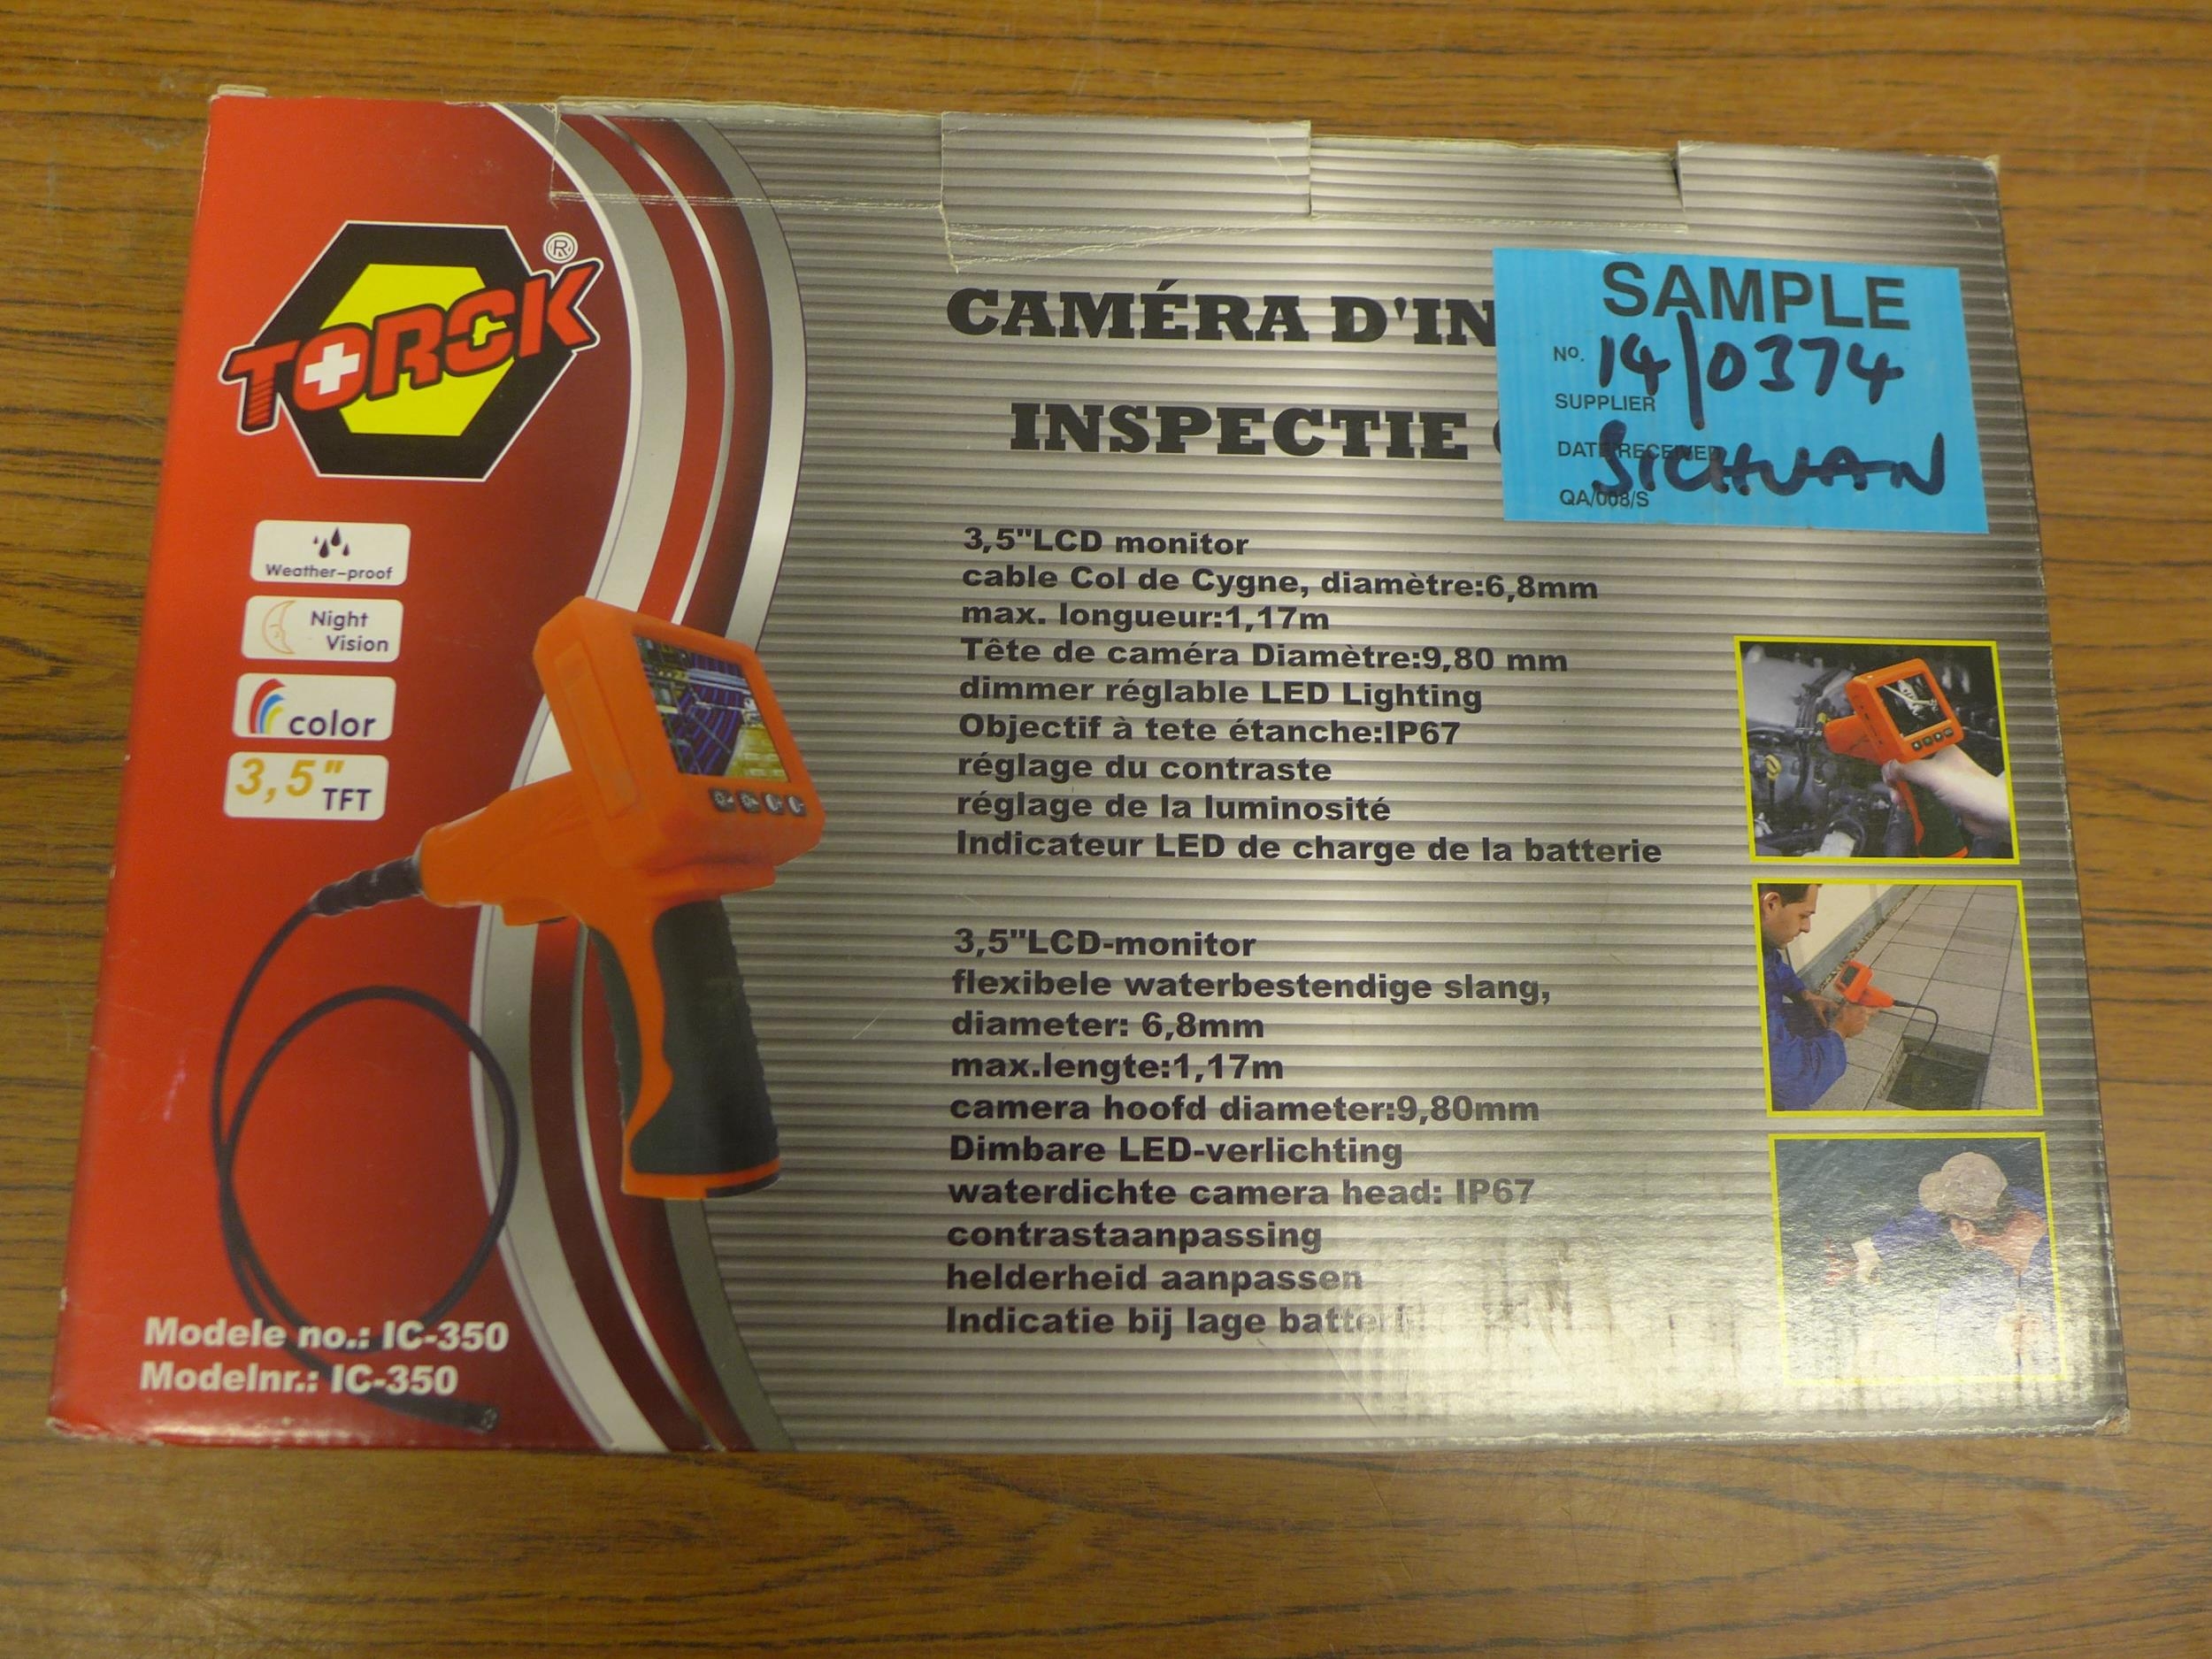 TORCK®
Weather-proof
Night
Vision
color
3,5"
TFT
Modele no.: IC-350
Modelnr.: IC-350
CAMÉRA D'IN
INSPECTIE
SAMPLE
No. 14/0374
SUPPLIER
DATE RECEIVED
SICHUAN
QA/008/S
3,5"LCD monitor
cable Col de Cygne, diamètre:6,8mm
max. longueur:1,17m
Tête de caméra Diamètre:9,80 mm
dimmer réglable LED Lighting
Objectif à tete étanche:IP67
réglage du contraste
réglage de la luminosité
Indicateur LED de charge de la batterie
3,5"LCD-monitor
flexibele waterbestendige slang,
diameter: 6,8mm
max.lengte:1,17m
camera hoofd diameter:9,80mm
Dimbare LED-verlichting
waterdichte camera head: IP67
contrastaanpassing
helderheid aanpassen
Indicatie bij lage batterij